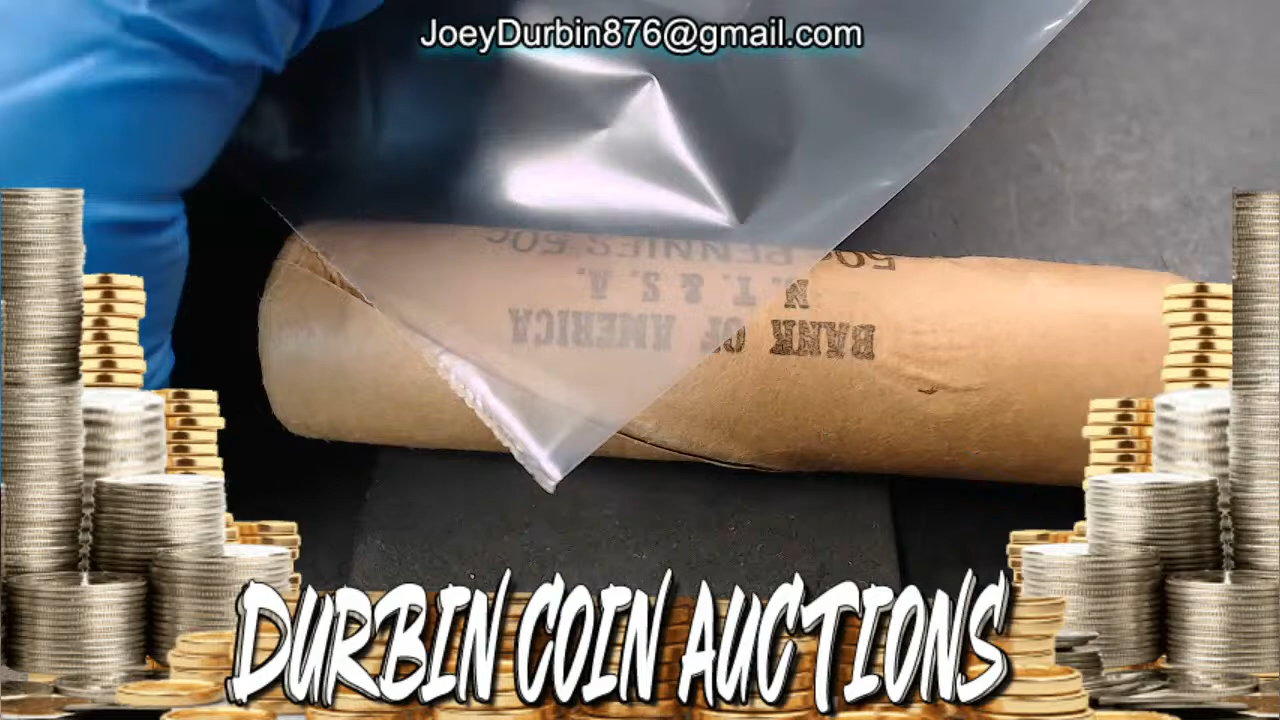 JoeyDurbin876@gmail.com
BANK OF AMERICA
N. T. & S. A.
50¢ PENNIES 50¢
DURBIN COIN AUCTIONS